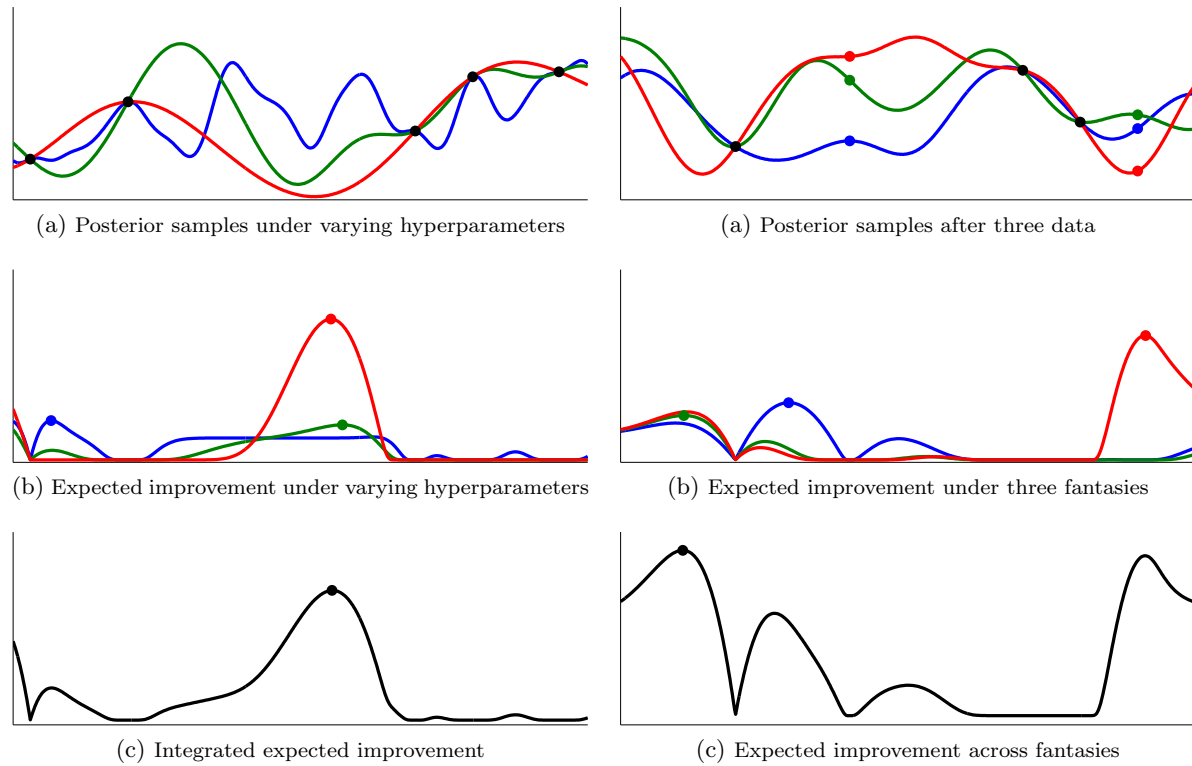 (a) Posterior samples under varying hyperparameters
(a) Posterior samples after three data
(b) Expected improvement under varying hyperparameters
(b) Expected improvement under three fantasies
(c) Integrated expected improvement
(c) Expected improvement across fantasies